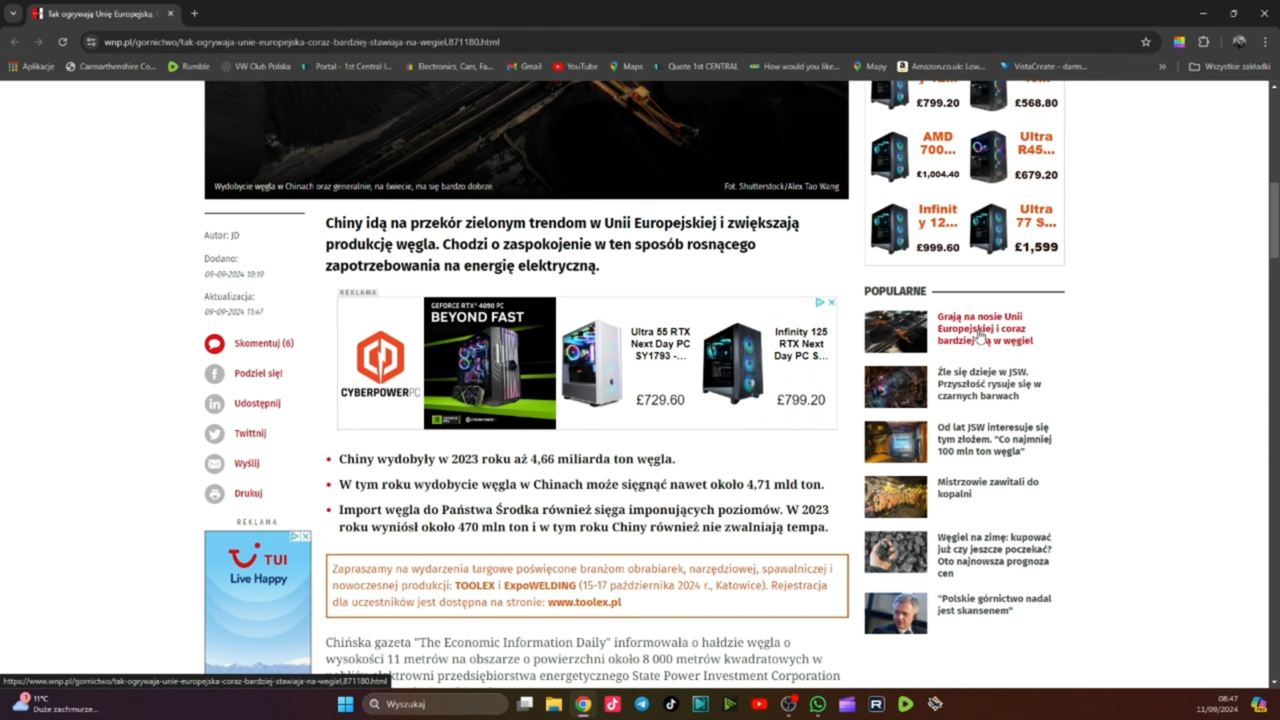 Tak ogrywają Unię Europejską.
wnp.pl/gornictwo/tak-ogrywaja-unie-europejska-coraz-bardziej-stawiaja-na-wegiel,871180.html
Aplikacje
Carmarthenshire Co...
Rumble
VW Club Polska
Portal - 1st Central I...
Electronics, Cars, Fa...
Gmail
YouTube
Maps
Quote 1st CENTRAL
How would you like...
Mapy
Amazon.co.uk: Low...
VistaCreate – darm...
Wszystkie zakładki
Wydobycie węgla w Chinach oraz generalnie, na świecie, ma się bardzo dobrze.
Fot. Shutterstock/Alex Tao Wang
Autor: JD
Dodano:
09-09-2024 10:19
Aktualizacja:
09-09-2024 11:47
Skomentuj (6)
Podziel się!
Udostępnij
Twittnij
Wyślij
Drukuj
REKLAMA
TUI
Live Happy
Chiny idą na przekór zielonym trendom w Unii Europejskiej i zwiększają
produkcję węgla. Chodzi o zaspokojenie w ten sposób rosnącego
zapotrzebowania na energię elektryczną.
REKLAMA
CYBERPOWERPC
GEFORCE RTX™ 4090 PC
BEYOND FAST
Ultra 55 RTX
Next Day PC
SY1793 -...
£729.60
Infinity 125
RTX Next
Day PC S...
£799.20
• Chiny wydobyły w 2023 roku aż 4,66 miliarda ton węgla.
• W tym roku wydobycie węgla w Chinach może sięgnąć nawet około 4,71 mld ton.
• Import węgla do Państwa Środka również sięga imponujących poziomów. W 2023
roku wyniósł około 470 mln ton i w tym roku Chiny również nie zwalniają tempa.
Zapraszamy na wydarzenia targowe poświęcone branżom obrabiarek, narzędziowej, spawalniczej i
nowoczesnej produkcji: TOOLEX i ExpoWELDING (15-17 października 2024 r., Katowice). Rejestracja
dla uczestników jest dostępna na stronie: www.toolex.pl
Chińska gazeta "The Economic Information Daily" informowała o hałdzie węgla o
wysokości 11 metrów na obszarze o powierzchni około 8 000 metrów kwadratowych w
elektrowni przedsiębiorstwa energetycznego State Power Investment Corporation
£799.20
£568.80
AMD
700...
£1,004.40
Ultra
R45...
£679.20
Infinit
y 12...
£999.60
Ultra
77 S...
£1,599
POPULARNE
Grają na nosie Unii
Europejskiej i coraz
bardziej w węgiel
Źle się dzieje w JSW.
Przyszłość rysuje się w
czarnych barwach
Od lat JSW interesuje się
tym złożem. "Co najmniej
100 mln ton węgla"
Mistrzowie zawitali do
kopalni
Węgiel na zimę: kupować
już czy jeszcze poczekać?
Oto najnowsza prognoza
cen
"Polskie górnictwo nadal
jest skansenem"
https://www.wnp.pl/gornictwo/tak-ogrywaja-unie-europejska-coraz-bardziej-stawiaja-na-wegiel,871180.html
11°C
Duże zachmurze...
Wyszukaj
08:47
11/09/2024